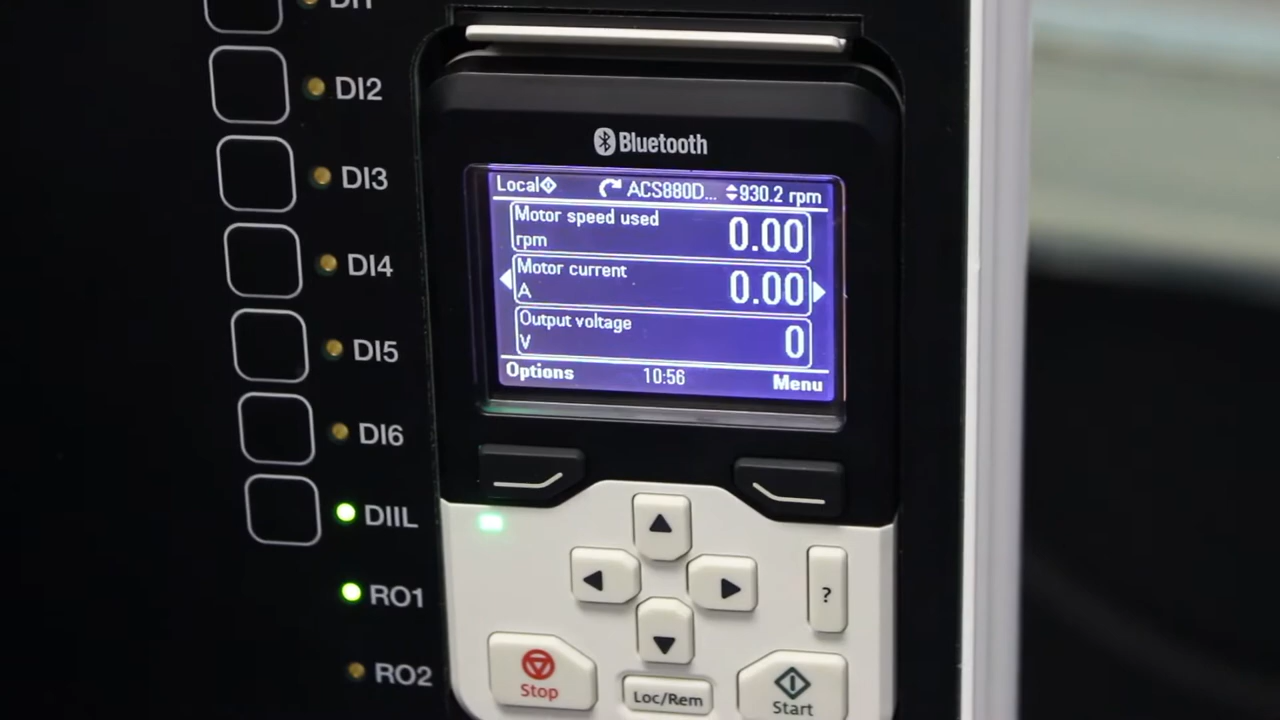 DI1
DI2
DI3
DI4
DI5
DI6
DIIL
RO1
RO2
Bluetooth
Local ACS880D... 930.2 rpm
Motor speed used
rpm 0.00
Motor current
A 0.00
Output voltage
V 0
Options 10:56 Menu
?
Stop
Loc/Rem
Start